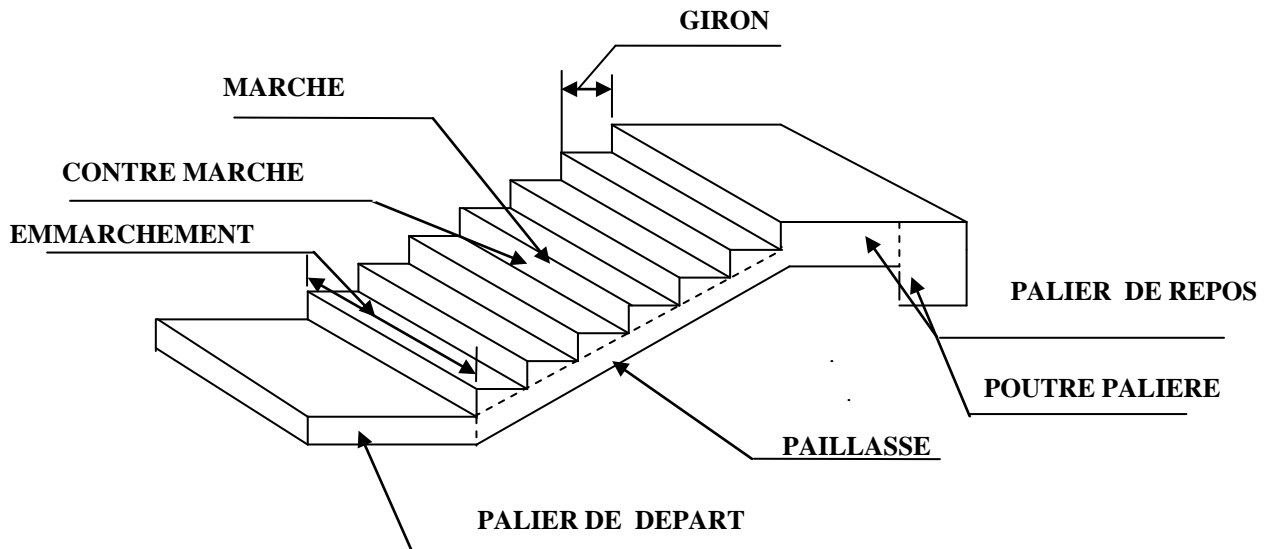 GIRON
MARCHE
CONTRE MARCHE
EMMARCHEMENT
PALIER DE REPOS
POUTRE PALIERE
PAILLASSE
PALIER DE DEPART